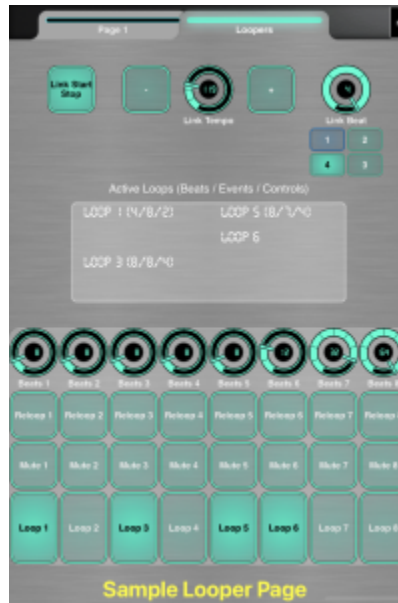 Page 1 Loopers
Link Start
Stop
-
+
Link Tempo
Link Beat
1 2
4 3
Active Loops (Beats / Events / Controls)
LOOP 1 (4/8/2) LOOP 5 (8/7/4)
LOOP 6
LOOP 3 (8/8/4)
Beats 1 Beats 2 Beats 3 Beats 4 Beats 5 Beats 6 Beats 7 Beats
Reloop 1 Reloop 2 Reloop 3 Reloop 4 Reloop 5 Reloop 6 Reloop 7 Reloop
Mute 1 Mute 2 Mute 3 Mute 4 Mute 5 Mute 6 Mute 7 Mute 8
Loop 1 Loop 2 Loop 3 Loop 4 Loop 5 Loop 6 Loop 7 Loop 8
Sample Looper Page